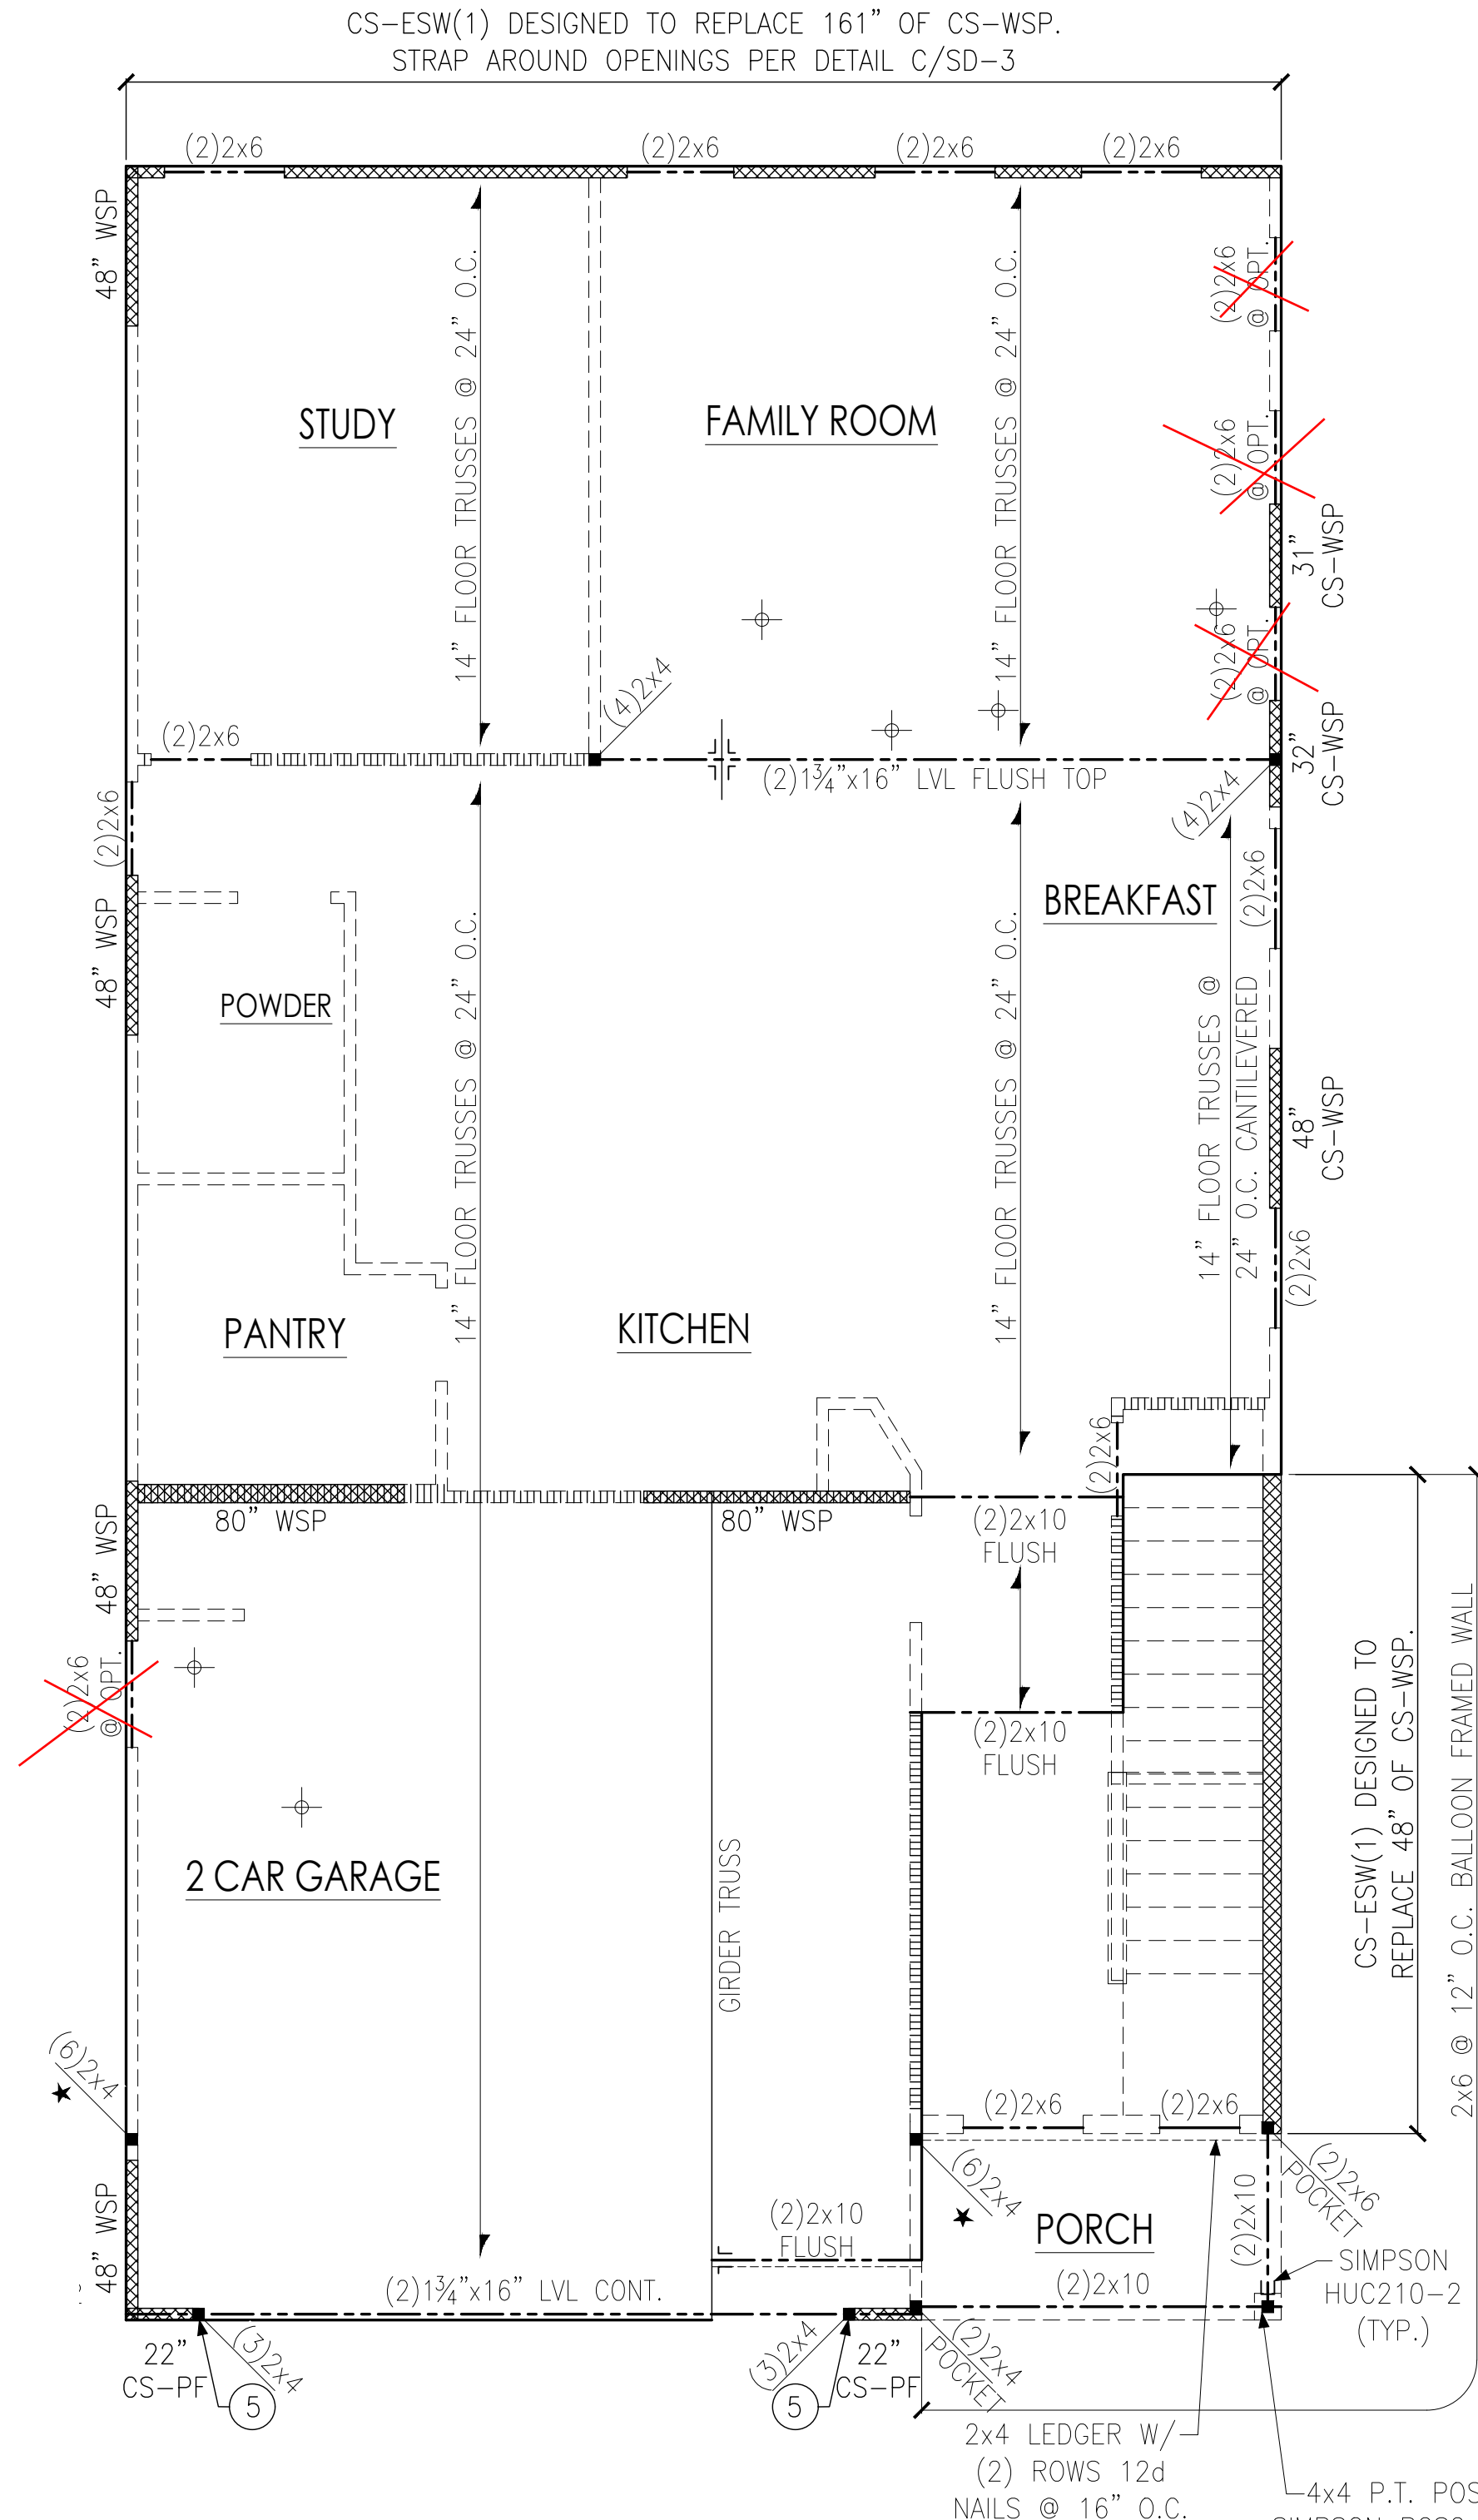 CS-ESW(1) DESIGNED TO REPLACE 161" OF CS-WSP.
STRAP AROUND OPENINGS PER DETAIL C/SD-3
(2)2x6
(2)2x6
(2)2x6
(2)2x6
48" WSP
14" FLOOR TRUSSES @ 24" O.C.
14" FLOOR TRUSSES @ 24" O.C.
(2)2x6
@ OPT.
STUDY
FAMILY ROOM
(2)2x6
@ OPT.
31"
CS-WSP
(2)2x6
@ OPT.
(4)2x4
(2)2x6
(2)1¾"x16" LVL FLUSH TOP
32"
CS-WSP
(4)2x4
(2)2x6
(2)2x6
BREAKFAST
48" WSP
POWDER
14" FLOOR TRUSSES @ 24" O.C.
14" FLOOR TRUSSES @ 24" O.C.
14" FLOOR TRUSSES @
24" O.C. CANTILEVERED
48"
CS-WSP
(2)2x6
PANTRY
KITCHEN
(2)2x6
80" WSP
80" WSP
(2)2x10
FLUSH
48" WSP
(2)2x6
@ OPT.
(2)2x10
FLUSH
CS-ESW(1) DESIGNED TO
REPLACE 48" OF CS-WSP.
2x6 @ 12" O.C. BALLOON FRAMED WALL
2 CAR GARAGE
GIRDER TRUSS
(6)2x4
(2)2x6
(2)2x6
(6)2x4
(2)2x6
POCKET
48" WSP
(2)2x10
FLUSH
PORCH
(2)2x10
SIMPSON
HUC210-2
(TYP.)
(2)1¾"x16" LVL CONT.
(2)2x10
22"
CS-PF
(3)2x4
5
(3)2x4
5
22"
CS-PF
(2)2x4
POCKET
2x4 LEDGER W/
(2) ROWS 12d
NAILS @ 16" O.C.
4x4 P.T.
SIMPSON